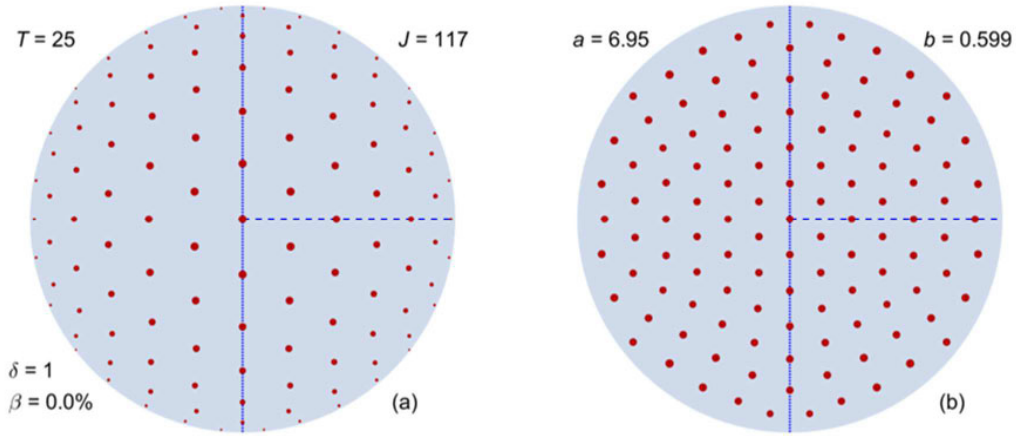 T = 25
J = 117
δ = 1
β = 0.0%
(a)
a = 6.95
b = 0.599
(b)